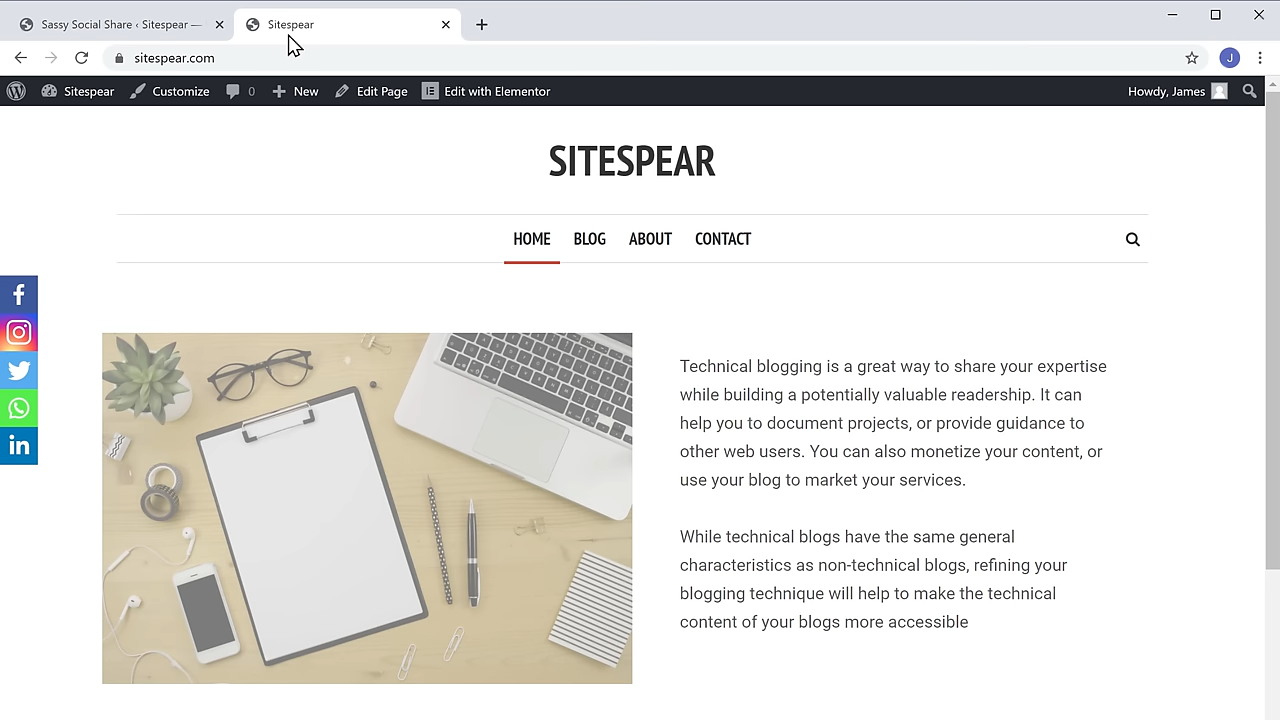 Sassy Social Share ‹ Sitespear —
Sitespear
sitespear.com
J
Sitespear
Customize
0
New
Edit Page
Edit with Elementor
Howdy, James
SITESPEAR
HOME
BLOG
ABOUT
CONTACT
Technical blogging is a great way to share your expertise
while building a potentially valuable readership. It can
help you to document projects, or provide guidance to
other web users. You can also monetize your content, or
use your blog to market your services.
While technical blogs have the same general
characteristics as non-technical blogs, refining your
blogging technique will help to make the technical
content of your blogs more accessible